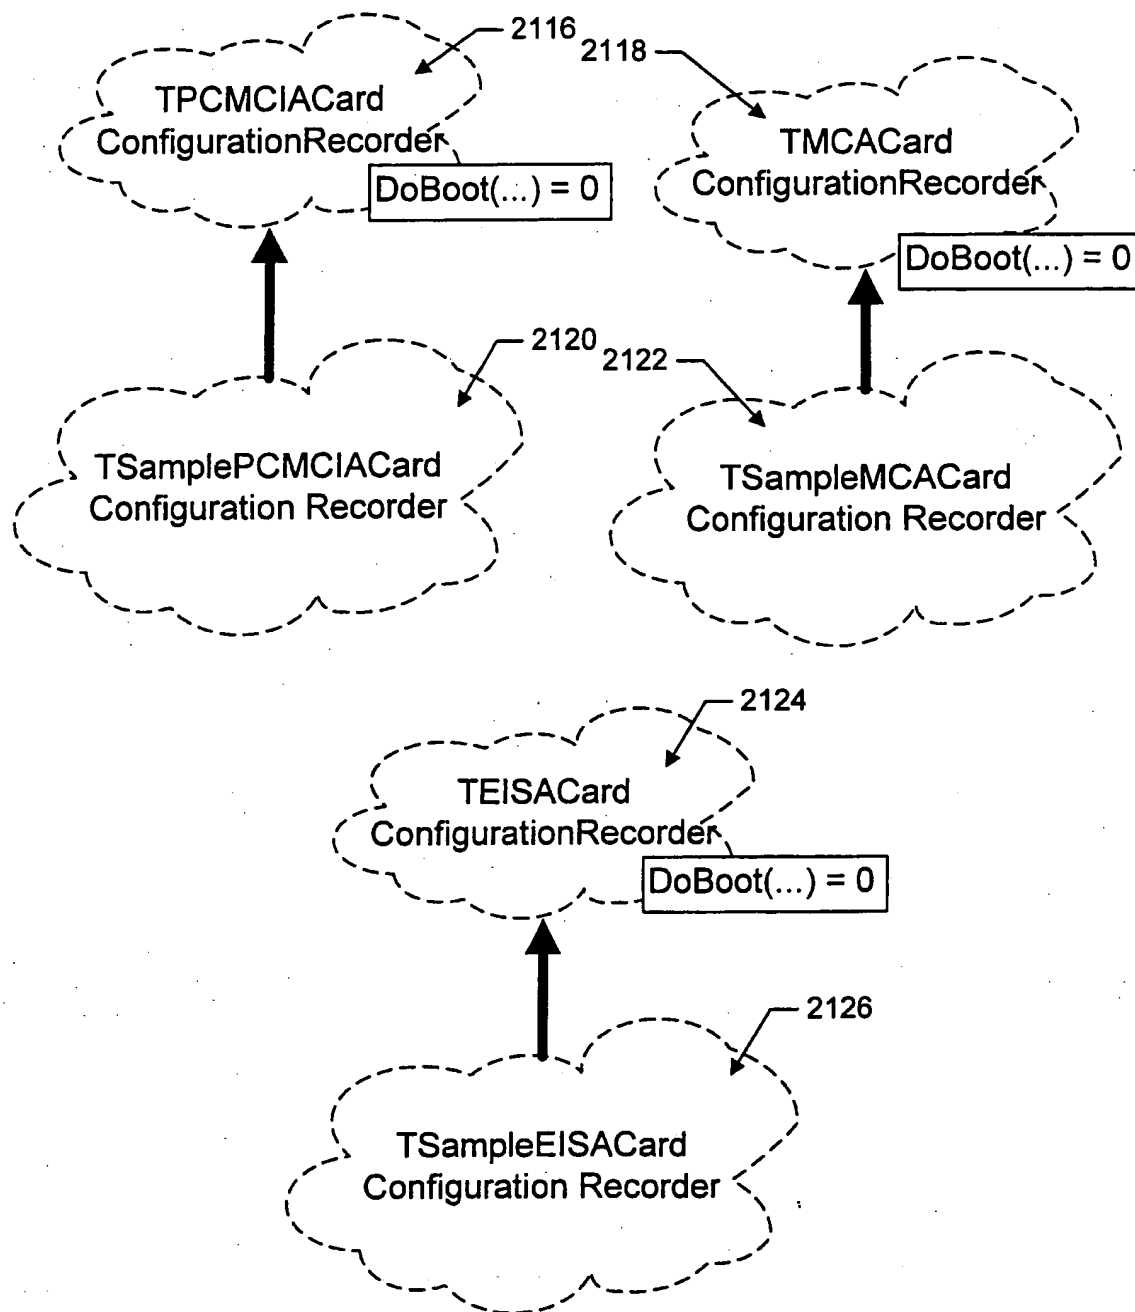 2116
2118
TPCMCIACard
ConfigurationRecorder
DoBoot(...) = 0
TMCACard
ConfigurationRecorder
DoBoot(...) = 0
2120
2122
TSamplePCMCIACard
Configuration Recorder
TSampleMCACard
Configuration Recorder
2124
TEISACard
ConfigurationRecorder
DoBoot(...) = 0
2126
TSampleEISACard
Configuration Recorder